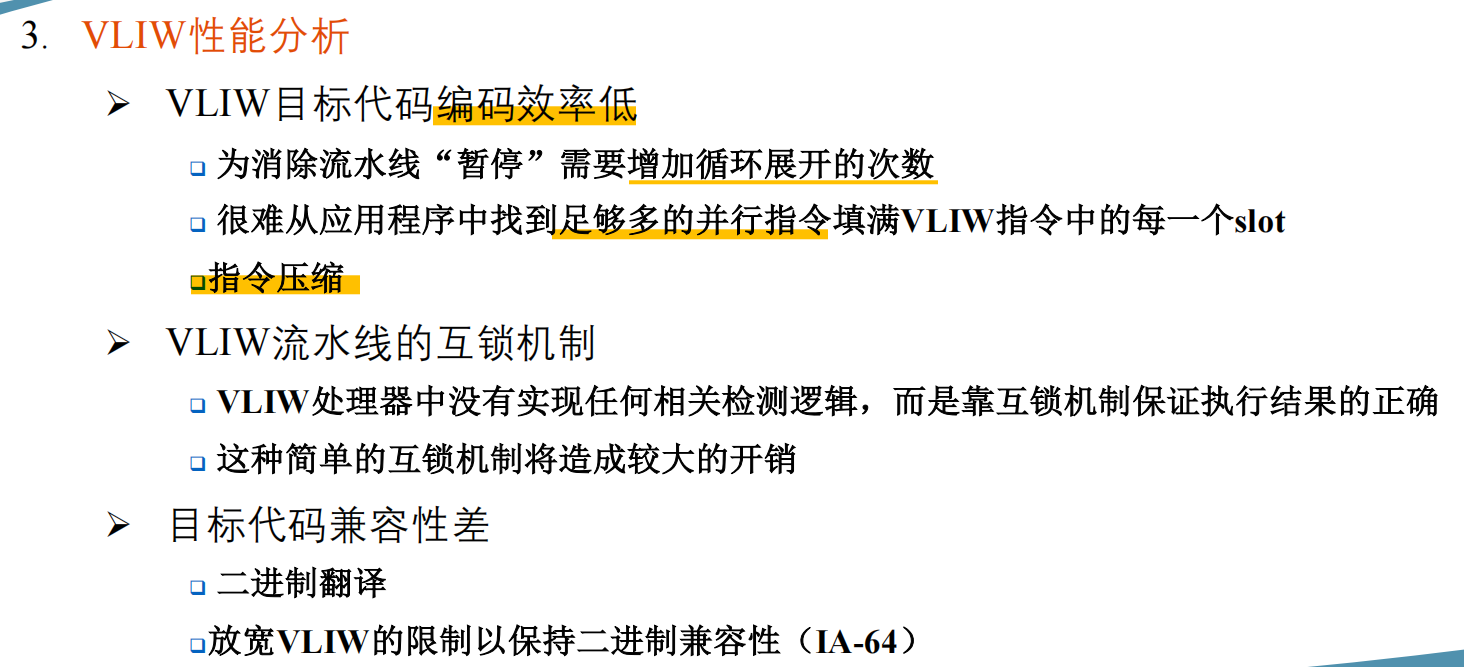 3. VLIW性能分析
VLIW目标代码编码效率低
为消除流水线“暂停”需要增加循环展开的次数
很难从应用程序中找到足够多的并行指令填满VLIW指令中的每一个slot
指令压缩
VLIW流水线的互锁机制
VLIW处理器中没有实现任何相关检测逻辑，而是靠互锁机制保证执行结果的正确
这种简单的互锁机制将造成较大的开销
目标代码兼容性差
二进制翻译
放宽VLIW的限制以保持二进制兼容性（IA-64）